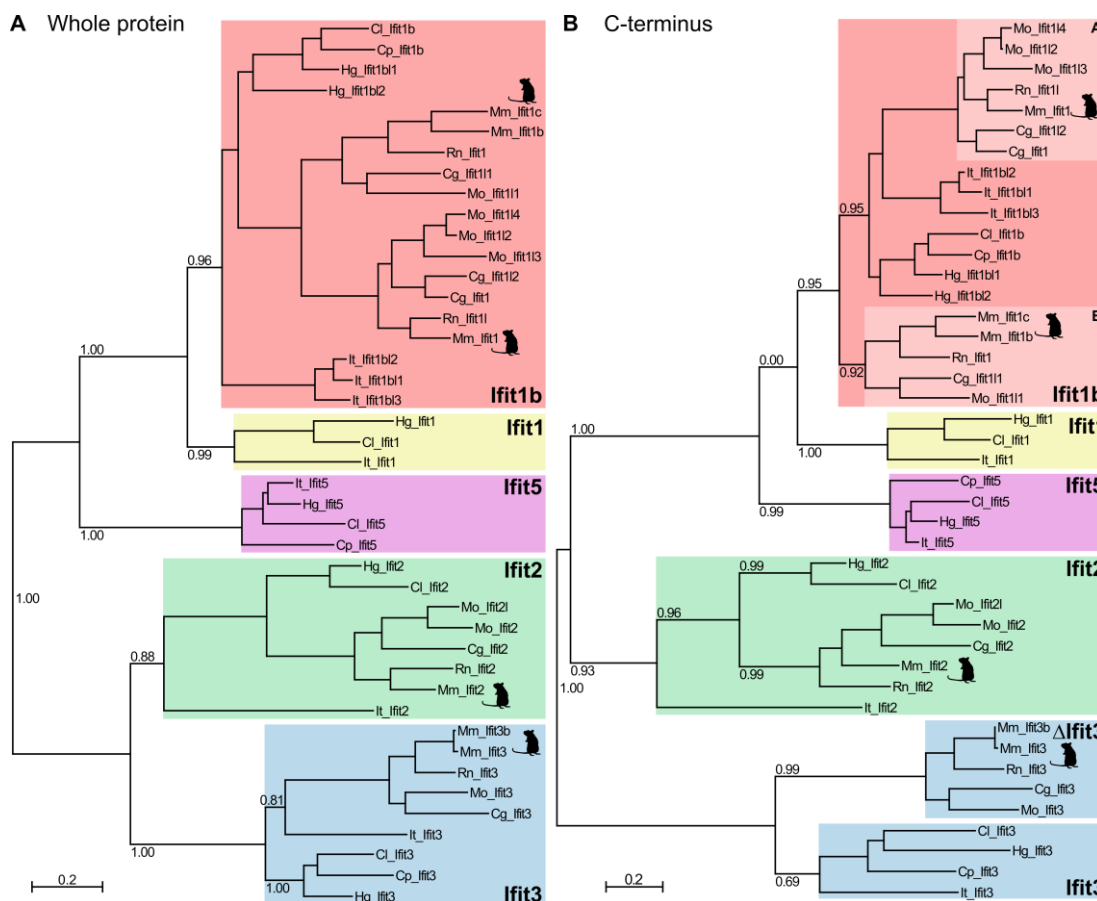 A Whole protein
Cl_Ifit1b
Cp_Ifit1b
Hg_Ifit1bl1
Hg_Ifit1bl2
Mm_Ifit1c
Mm_Ifit1b
Rn_Ifit1
Cg_Ifit1l1
Mo_Ifit1l1
Mo_Ifit1l4
Mo_Ifit1l2
0.96
Mo_Ifit1l3
Cg_Ifit1l2
Cg_Ifit1
Rn_Ifit1l
Mm_Ifit1
1.00
It_Ifit1bl2
It_Ifit1bl1
It_Ifit1bl3
Ifit1b
Hg_Ifit1
Ifit1
Cl_Ifit1
0.99
It_Ifit1
It_Ifit5
Ifit5
Hg_Ifit5
Cl_Ifit5
1.00
Cp_Ifit5
Hg_Ifit2
Ifit2
Cl_Ifit2
1.00
Mo_Ifit2l
Mo_Ifit2
Cg_Ifit2
0.88
Rn_Ifit2
Mm_Ifit2
It_Ifit2
Mm_Ifit3b
Mm_Ifit3
Rn_Ifit3
0.81
Mo_Ifit3
Cg_Ifit3
It_Ifit3
1.00
Cl_Ifit3
Cp_Ifit3
1.00
Hg_Ifit3
Ifit3
0.2
B C-terminus
Mo_Ifit1l4
A
Mo_Ifit1l2
Mo_Ifit1l3
Rn_Ifit1l
Mm_Ifit1
Cg_Ifit1l2
Cg_Ifit1
It_Ifit1bl2
It_Ifit1bl1
0.95
It_Ifit1bl3
Cl_Ifit1b
Cp_Ifit1b
Hg_Ifit1bl1
0.95
Hg_Ifit1bl2
Mm_Ifit1c
Mm_Ifit1b
Rn_Ifit1
0.00
0.92
Cg_Ifit1l1
Mo_Ifit1l1
Ifit1b
Hg_Ifit1
1.00
Cl_Ifit1
1.00
It_Ifit1
Cp_Ifit5
Cl_Ifit5
0.99
Hg_Ifit5
It_Ifit5
Hg_Ifit2
Ifit2
0.99
Cl_Ifit2
Mo_Ifit2l
0.96
Mo_Ifit2
Cg_Ifit2
Mm_Ifit2
0.99
0.93
Rn_Ifit2
1.00
It_Ifit2
Mm_Ifit3b
ΔIfit3
Mm_Ifit3
Rn_Ifit3
0.99
Cg_Ifit3
Mo_Ifit3
Cl_Ifit3
Hg_Ifit3
Cp_Ifit3
0.69
It_Ifit3
Ifit3
0.2